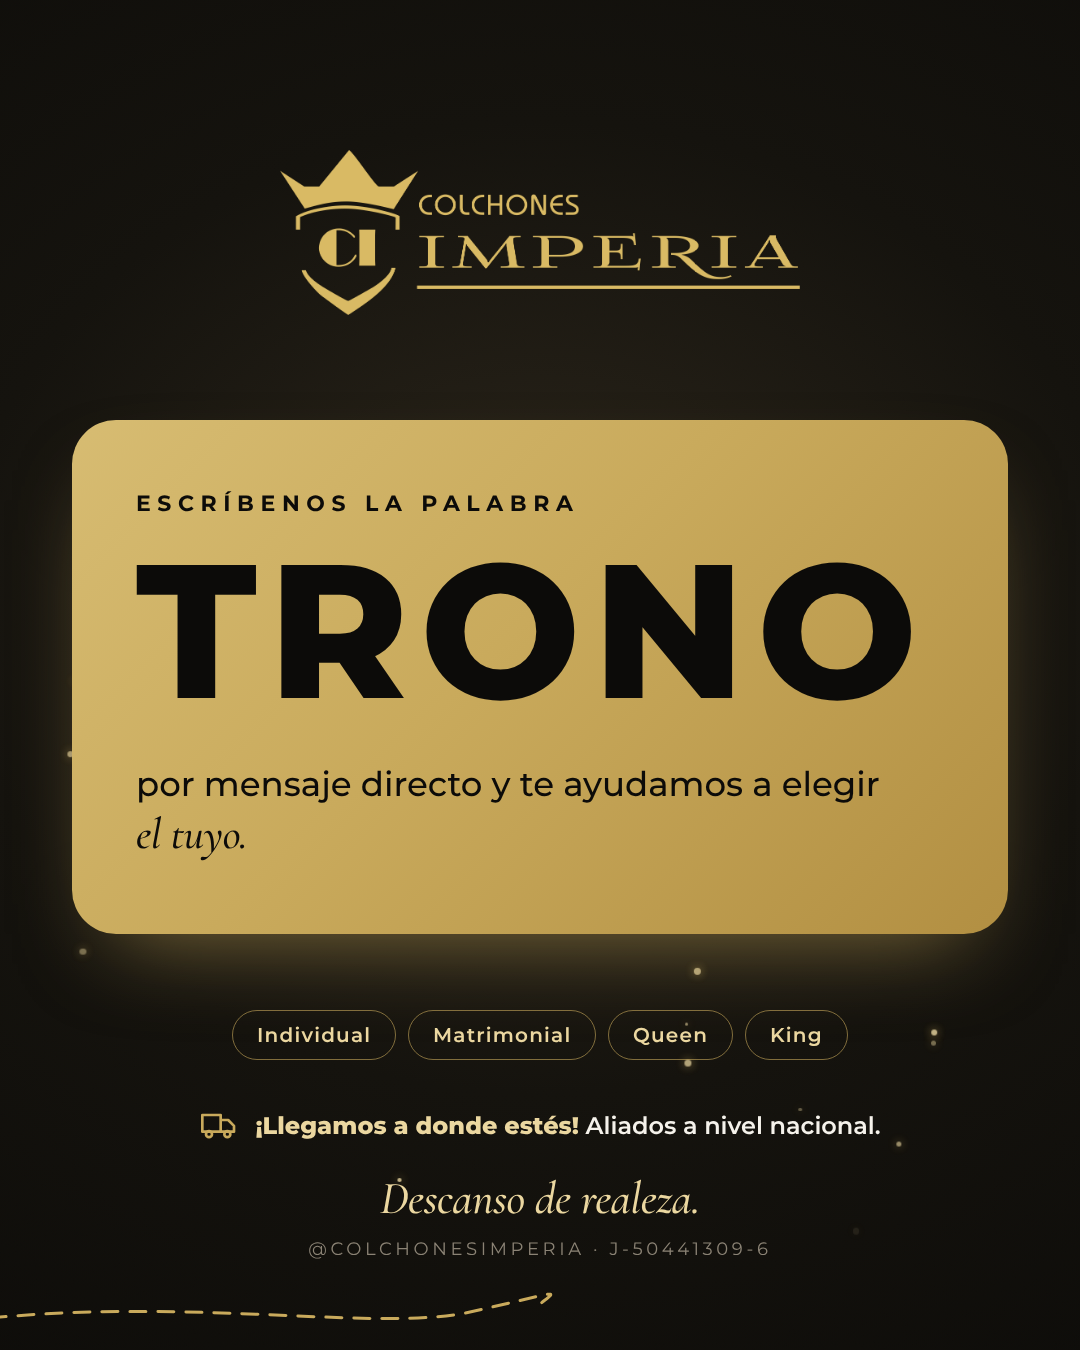 CI
COLCHONES
IMPERIA
ESCRÍBENOS LA PALABRA
TRONO
por mensaje directo y te ayudamos a elegir
el tuyo.
Individual Matrimonial Queen King
¡Llegamos a donde estés! Aliados a nivel nacional.
Descanso de realeza.
@COLCHONESIMPERIA · J-50441309-6